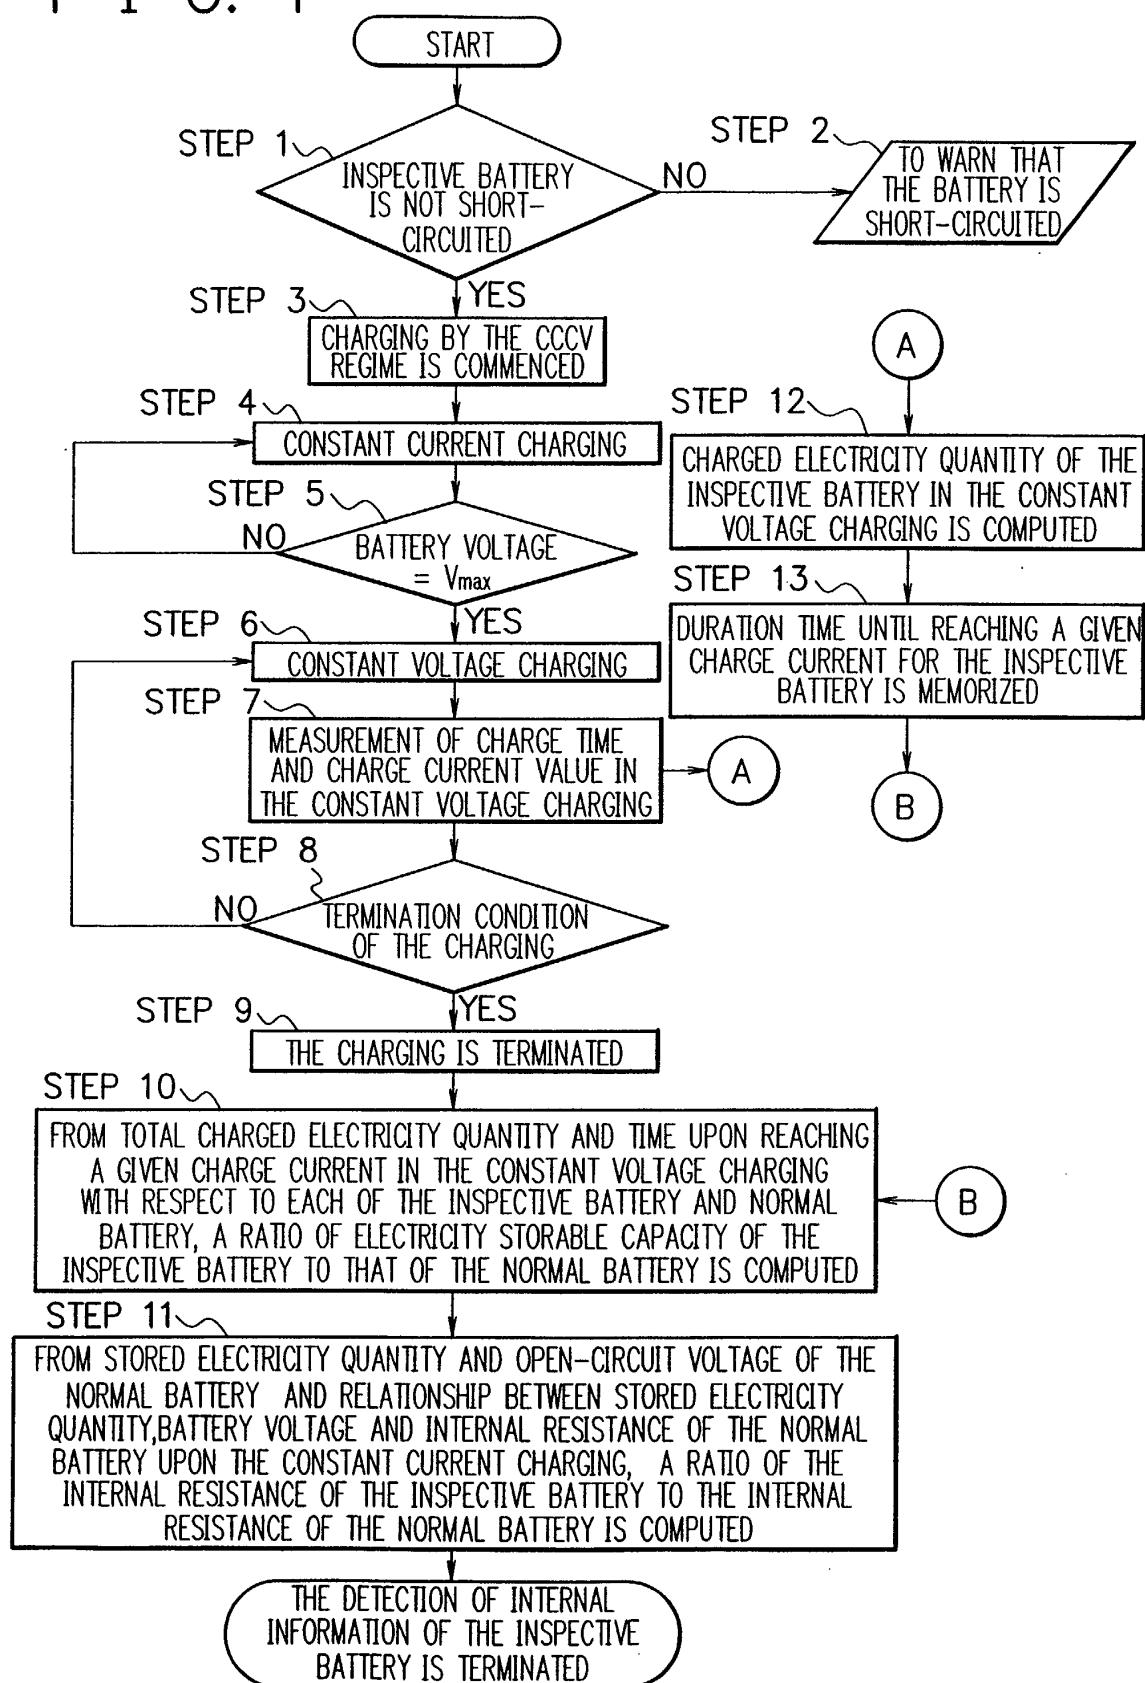 START
STEP 1
INSPECTIVE BATTERY
IS NOT SHORT-
CIRCUITED
NO
STEP 2
TO WARN THAT
THE BATTERY IS
SHORT-CIRCUITED
YES
STEP 3
CHARGING BY THE CCCV
REGIME IS COMMENCED
STEP 4
CONSTANT CURRENT CHARGING
STEP 5
NO
BATTERY VOLTAGE
= Vmax
YES
STEP 6
CONSTANT VOLTAGE CHARGING
STEP 7
MEASUREMENT OF CHARGE TIME
AND CHARGE CURRENT VALUE IN
THE CONSTANT VOLTAGE CHARGING
A
STEP 8
NO
TERMINATION CONDITION
OF THE CHARGING
YES
STEP 9
THE CHARGING IS TERMINATED
STEP 10
FROM TOTAL CHARGED ELECTRICITY QUANTITY AND TIME UPON REACHING
A GIVEN CHARGE CURRENT IN THE CONSTANT VOLTAGE CHARGING
WITH RESPECT TO EACH OF THE INSPECTIVE BATTERY AND NORMAL
BATTERY, A RATIO OF ELECTRICITY STORABLE CAPACITY OF THE
INSPECTIVE BATTERY TO THAT OF THE NORMAL BATTERY IS COMPUTED
B
STEP 11
FROM STORED ELECTRICITY QUANTITY AND OPEN-CIRCUIT VOLTAGE OF THE
NORMAL BATTERY AND RELATIONSHIP BETWEEN STORED ELECTRICITY
QUANTITY,BATTERY VOLTAGE AND INTERNAL RESISTANCE OF THE NORMAL
BATTERY UPON THE CONSTANT CURRENT CHARGING, A RATIO OF THE
INTERNAL RESISTANCE OF THE INSPECTIVE BATTERY TO THE INTERNAL
RESISTANCE OF THE NORMAL BATTERY IS COMPUTED
THE DETECTION OF INTERNAL
INFORMATION OF THE INSPECTIVE
BATTERY IS TERMINATED
A
STEP 12
CHARGED ELECTRICITY QUANTITY OF THE
INSPECTIVE BATTERY IN THE CONSTANT
VOLTAGE CHARGING IS COMPUTED
STEP 13
DURATION TIME UNTIL REACHING A GIVEN
CHARGE CURRENT FOR THE INSPECTIVE
BATTERY IS MEMORIZED
B